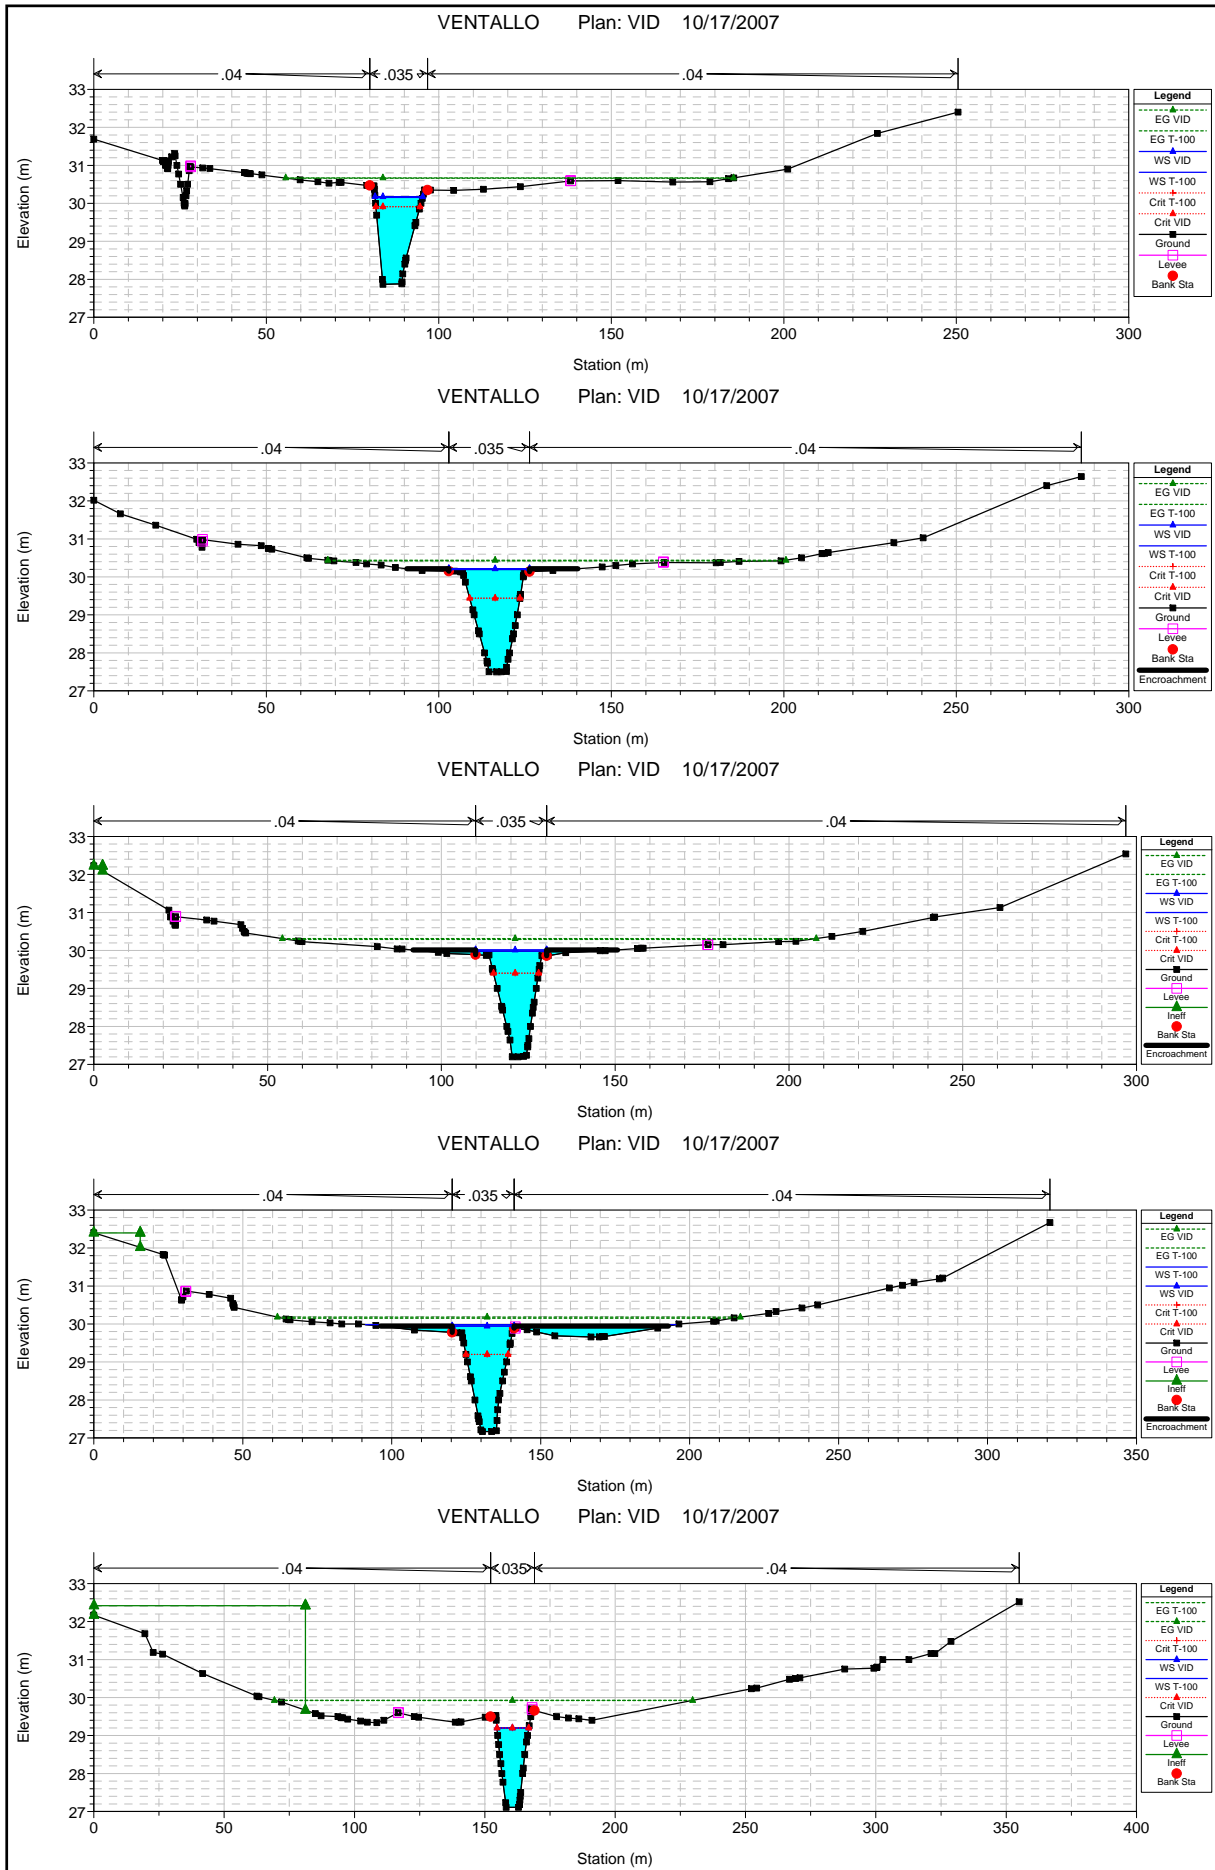 VENTALLO Plan: VID 10/17/2007
.04 .035 .04
33
32
31
30
29
28
27
Elevation (m)
0 50 100 150 200 250 300
Station (m)
Legend
EG VID
EG T-100
WS VID
WS T-100
Crit T-100
Crit VID
Ground
Levee
Bank Sta
VENTALLO Plan: VID 10/17/2007
.04 .035 .04
33
32
31
30
29
28
27
Elevation (m)
0 50 100 150 200 250 300
Station (m)
Legend
EG VID
EG T-100
WS VID
WS T-100
Crit T-100
Crit VID
Ground
Levee
Bank Sta
Encroachment
VENTALLO Plan: VID 10/17/2007
.04 .035 .04
33
32
31
30
29
28
27
Elevation (m)
0 50 100 150 200 250 300
Station (m)
Legend
EG VID
EG T-100
WS VID
WS T-100
Crit T-100
Crit VID
Ground
Levee
Ineff
Bank Sta
Encroachment
VENTALLO Plan: VID 10/17/2007
.04 .035 .04
33
32
31
30
29
28
27
Elevation (m)
0 50 100 150 200 250 300 350
Station (m)
Legend
EG VID
EG T-100
WS T-100
WS VID
Crit T-100
Crit VID
Ground
Levee
Ineff
Bank Sta
Encroachment
VENTALLO Plan: VID 10/17/2007
.04 .035 .04
33
32
31
30
29
28
27
Elevation (m)
0 50 100 150 200 250 300 350 400
Station (m)
Legend
EG T-100
EG VID
Crit T-100
WS VID
WS T-100
Crit VID
Ground
Levee
Ineff
Bank Sta